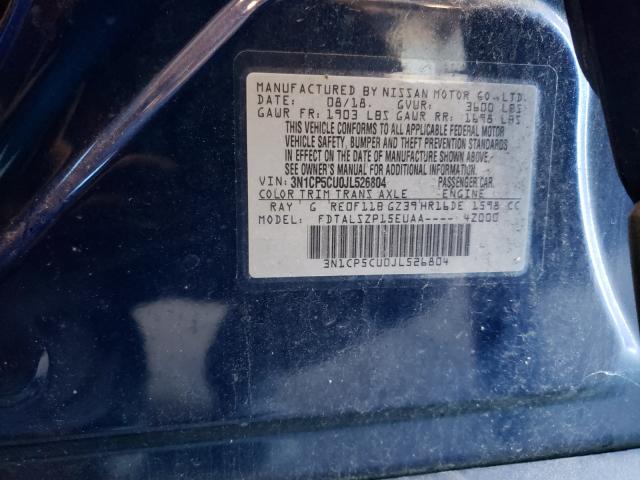 MANUFACTURED BY NISSAN MOTOR CO.,LTD.
DATE: 08/18. GVWR: 3600 LBS
GAWR FR: 1903 LBS GAWR RR: 1698 LBS
THIS VEHICLE CONFORMS TO ALL APPLICABLE FEDERAL MOTOR
VEHICLE SAFETY, BUMPER AND THEFT PREVENTION STANDARDS
IN EFFECT ON THE DATE OF MANUFACTURE SHOWN ABOVE.
SEE OWNER'S MANUAL FOR ADDITIONAL INFORMATION.
VIN: 3N1CP5CU0JL526804 PASSENGER CAR
COLOR TRIM TRANS AXLE ENGINE
RAY G RE0F11B GZ39 HR16DE 1598 CC
MODEL: FDTALSZP15EUAA---- 4Z000
3N1CP5CU0JL526804